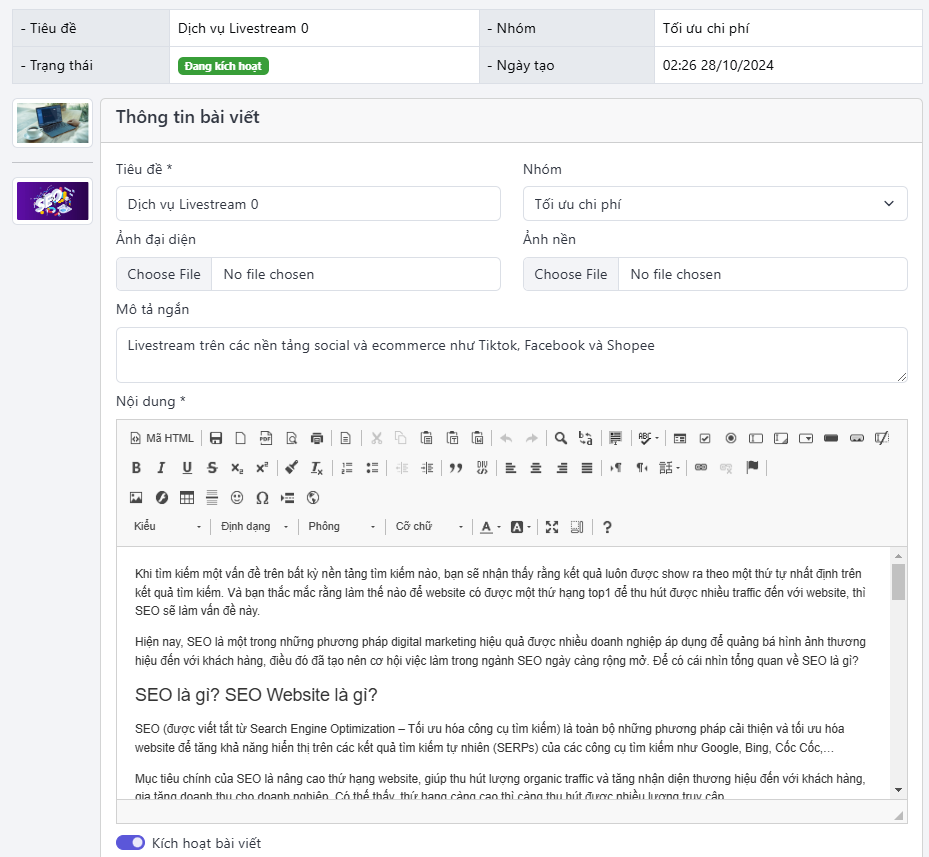 - Tiêu đề
Dịch vụ Livestream 0
- Nhóm
Tối ưu chi phí
- Trạng thái
Đang kích hoạt
- Ngày tạo
02:26 28/10/2024
SEO
Thông tin bài viết
Tiêu đề *
Nhóm
Dịch vụ Livestream 0
Tối ưu chi phí
Ảnh đại diện
Ảnh nền
Choose File No file chosen
Choose File No file chosen
Mô tả ngắn
Livestream trên các nền tảng social và ecommerce như Tiktok, Facebook và Shopee
Nội dung *
Mã HTML
Kiểu
Định dạng
Phông
Cỡ chữ
Khi tìm kiếm một vấn đề trên bất kỳ nền tảng tìm kiếm nào, bạn sẽ nhận thấy rằng kết quả luôn được show ra theo một thứ tự nhất định trên
kết quả tìm kiếm. Và bạn thắc mắc rằng làm thế nào để website có được một thứ hạng top1 để thu hút được nhiều traffic đến với website, thì
SEO sẽ làm vấn đề này.
Hiện nay, SEO là một trong những phương pháp digital marketing hiệu quả được nhiều doanh nghiệp áp dụng để quảng bá hình ảnh thương
hiệu đến với khách hàng, điều đó đã tạo nên cơ hội việc làm trong ngành SEO ngày càng rộng mở. Để có cái nhìn tổng quan về SEO là gì?
SEO là gì? SEO Website là gì?
SEO (được viết tắt từ Search Engine Optimization – Tối ưu hóa công cụ tìm kiếm) là toàn bộ những phương pháp cải thiện và tối ưu hóa
website để tăng khả năng hiển thị trên các kết quả tìm kiếm tự nhiên (SERPs) của các công cụ tìm kiếm như Google, Bing, Cốc Cốc,…
Mục tiêu chính của SEO là nâng cao thứ hạng website, giúp thu hút lượng organic traffic và tăng nhận diện thương hiệu đến với khách hàng,
gia tăng doanh thu cho doanh nghiệp. Có thể thấy, thứ hạng càng cao thì càng thu hút được nhiều lượng truy cập
Kích hoạt bài viết